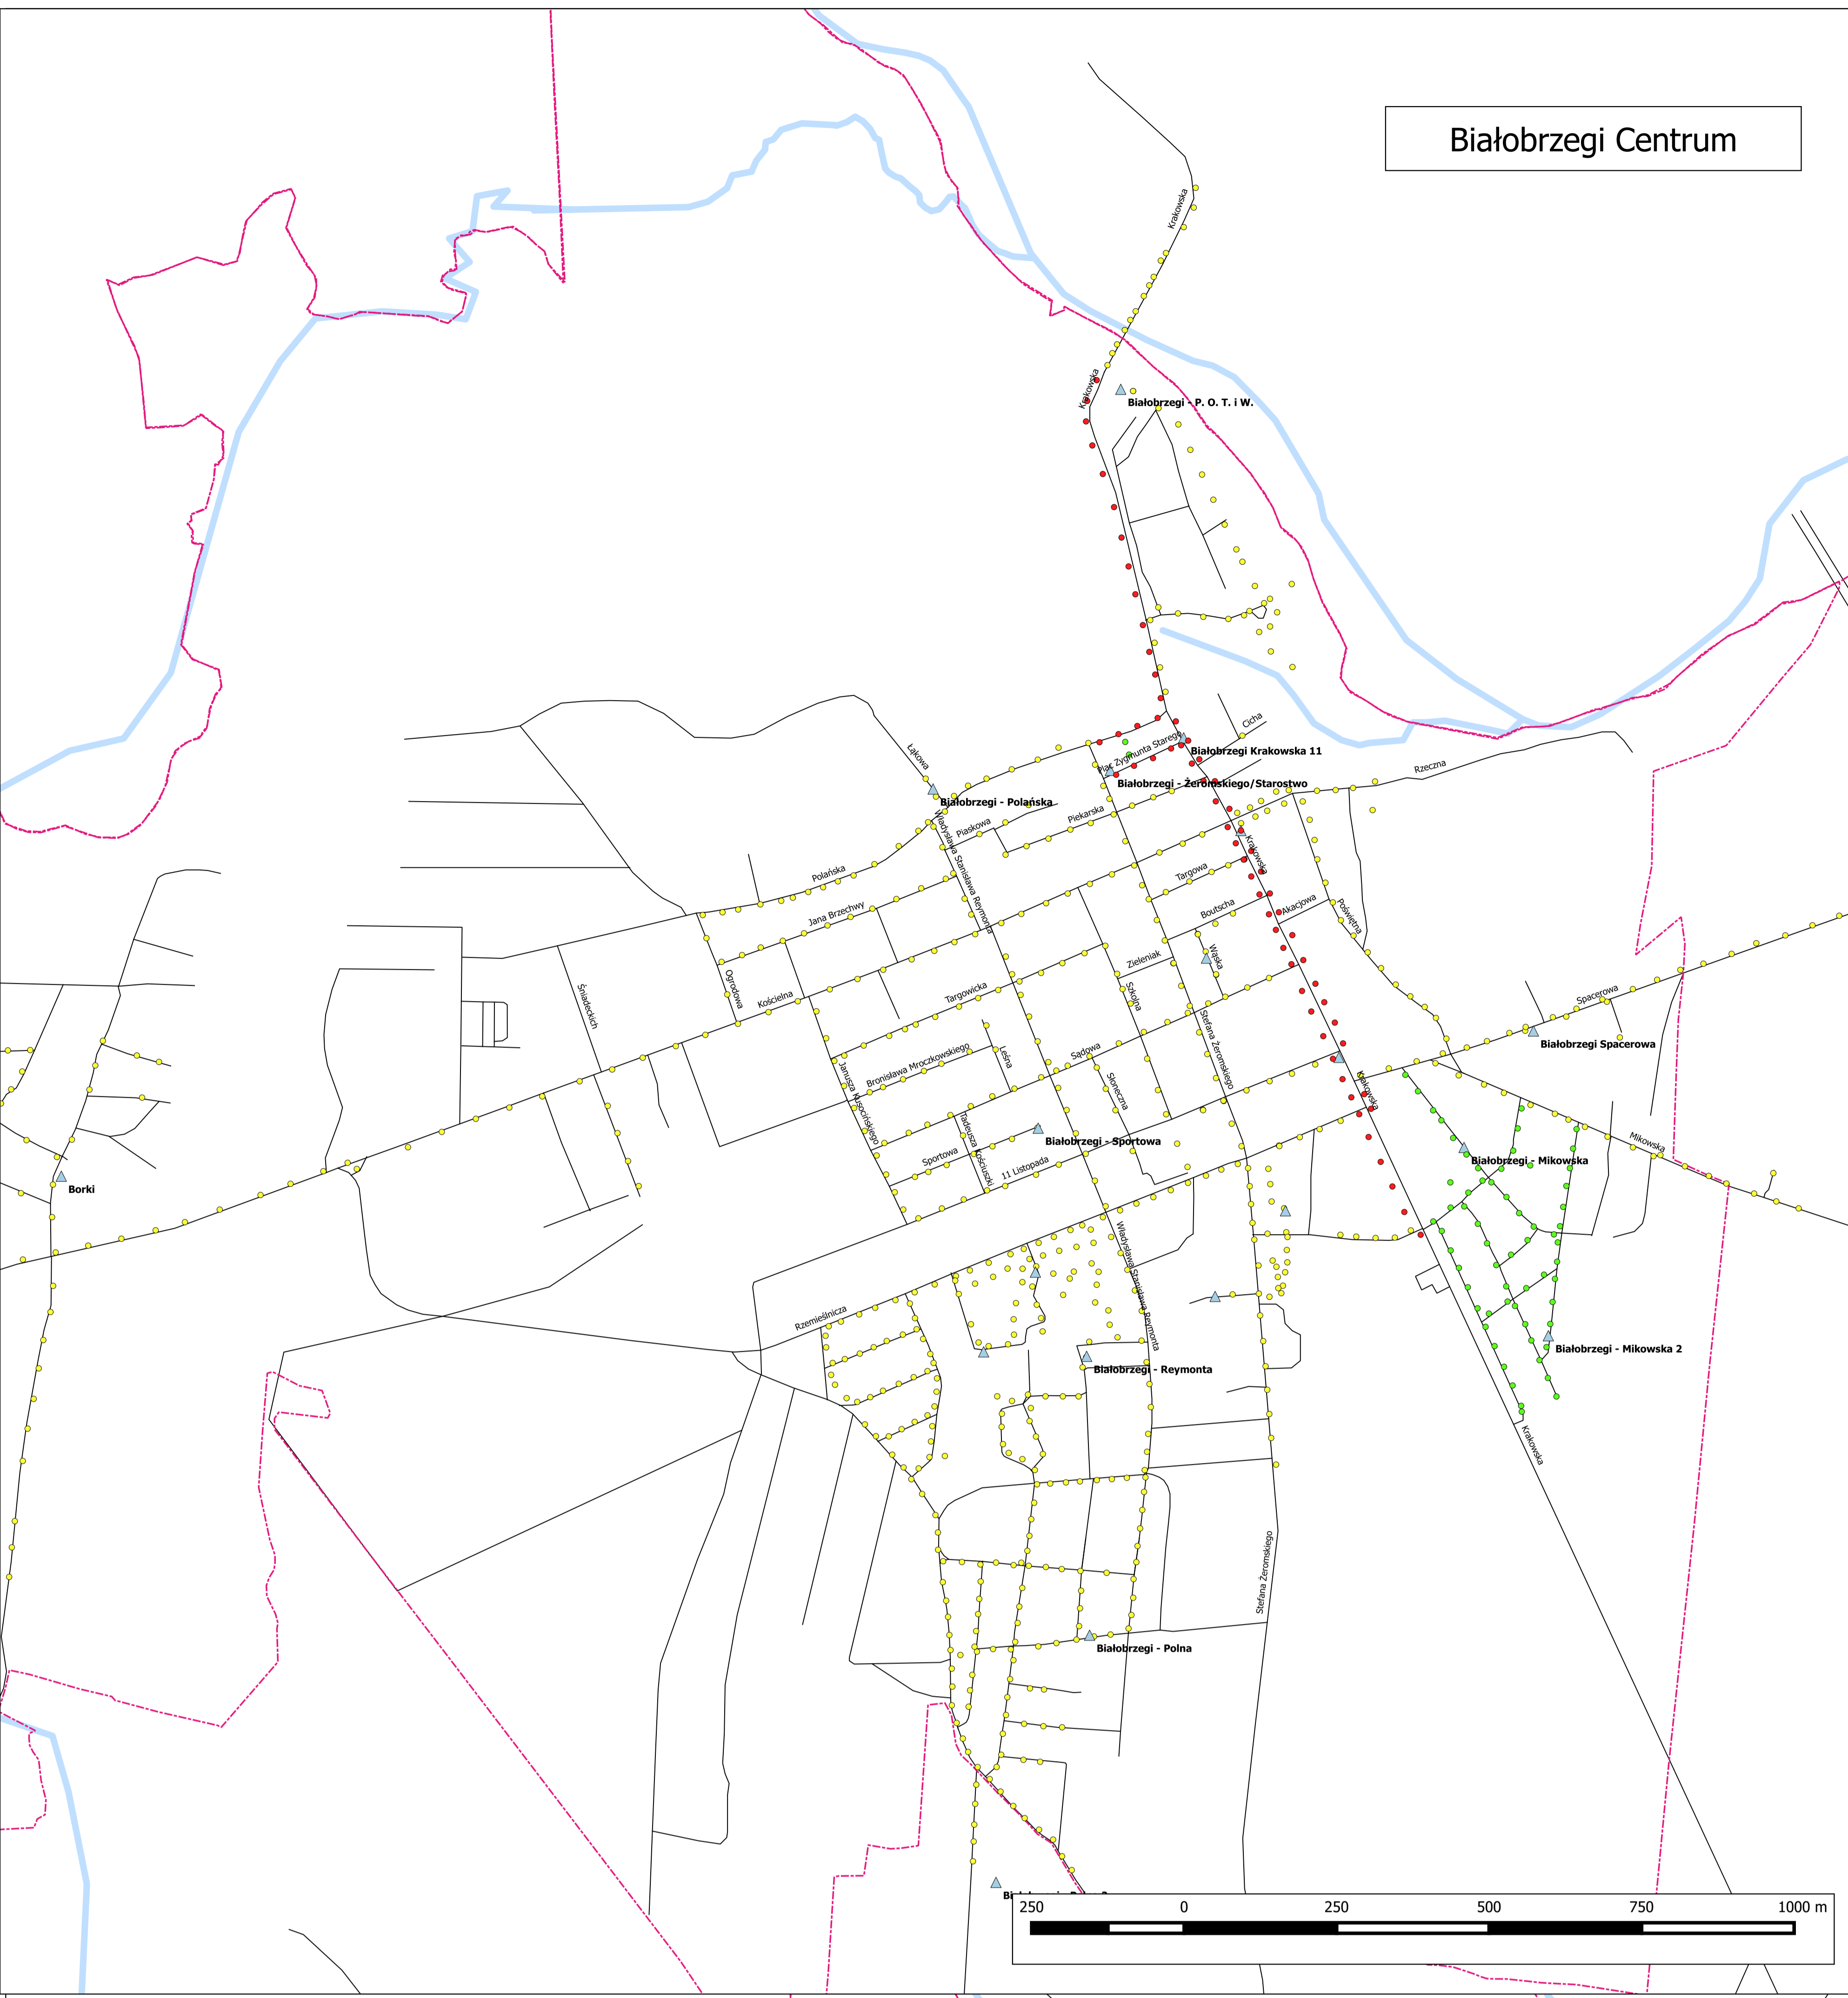 Białobrzegi Centrum
Krakowska
Krakowska
Białobrzegi - P. O. T. i W.
Cicha
Plac Zygmunta Starego
Białobrzegi Krakowska 11
Łąkowa
Rzeczna
Białobrzegi - Żeromskiego/Starostwo
Białobrzegi - Polańska
Piekarska
Piaskowa
Władysława Stanisława Reymonta
Krakowska
Polańska
Targowa
Jana Brzechwy
Boutscha
Akacjowa
Poświętna
Wąska
Zieleniak
Ogrodowa
Kościelna
Targowicka
Szkolna
Śniadeckich
Spacerowa
Stefana Żeromskiego
Białobrzegi Spacerowa
Bronisława Mroczkowskiego
Leśna
Sądowa
Słoneczna
Janusza Kusocińskiego
Krakowska
Tadeusza Kościuszki
Białobrzegi - Sportowa
Mikowska
Sportowa
11 Listopada
Białobrzegi - Mikowska
Borki
Władysława Stanisława Reymonta
Rzemieślnicza
Białobrzegi - Mikowska 2
Białobrzegi - Reymonta
Krakowska
Stefana Żeromskiego
Białobrzegi - Polna
250 0 250 500 750 1000 m